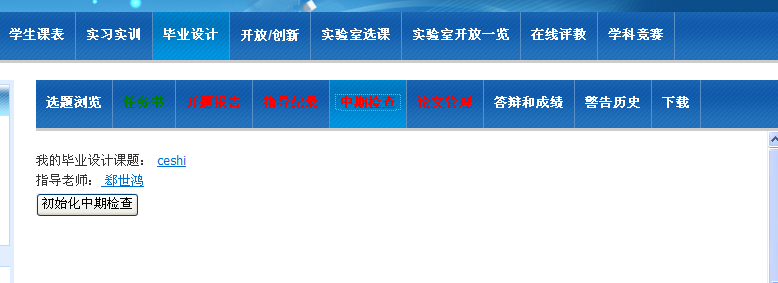 学生课表 实习实训 毕业设计 开放/创新 实验室选课 实验室开放一览 在线评教 学科竞赛
选题浏览 任务书 开题报告 指导纪录 中期检查 论文管理 答辩和成绩 警告历史 下载
我的毕业设计课题： ceshi
指导老师： 郄世鸿
初始化中期检查